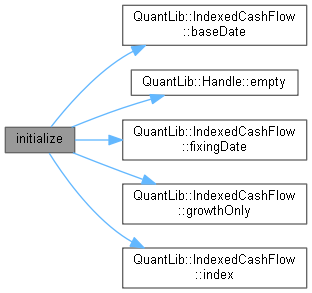 QuantLib::IndexedCashFlow
::baseDate
QuantLib::Handle::empty
initialize
QuantLib::IndexedCashFlow
::fixingDate
QuantLib::IndexedCashFlow
::growthOnly
QuantLib::IndexedCashFlow
::index